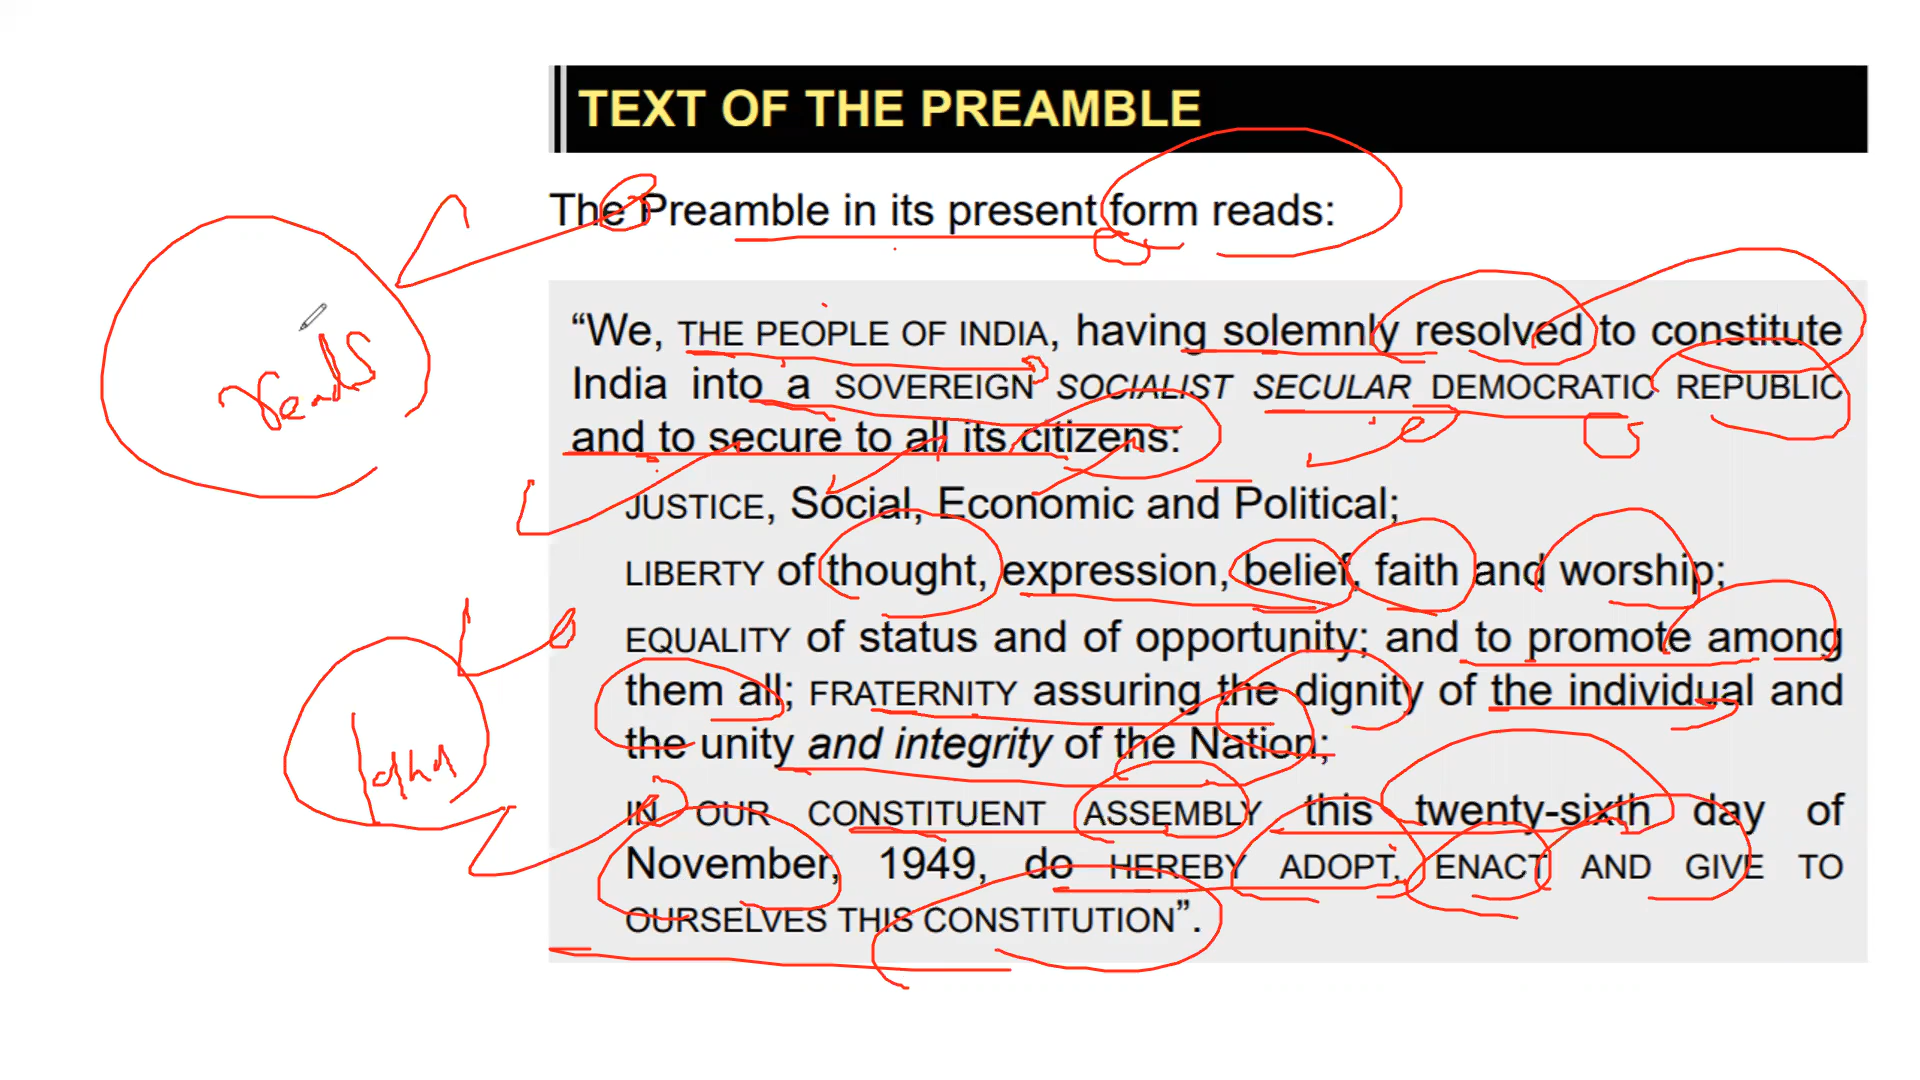 TEXT OF THE PREAMBLE
The Preamble in its present form reads:
“We, THE PEOPLE OF INDIA, having solemnly resolved to constitute
India into a SOVEREIGN SOCIALIST SECULAR DEMOCRATIC REPUBLIC
and to secure to all its citizens:
JUSTICE, Social, Economic and Political;
LIBERTY of thought, expression, belief, faith and worship;
EQUALITY of status and of opportunity; and to promote among
them all; FRATERNITY assuring the dignity of the individual and
the unity and integrity of the Nation;
IN OUR CONSTITUENT ASSEMBLY this twenty-sixth day of
November, 1949, do HEREBY ADOPT, ENACT AND GIVE TO
OURSELVES THIS CONSTITUTION”.
reads